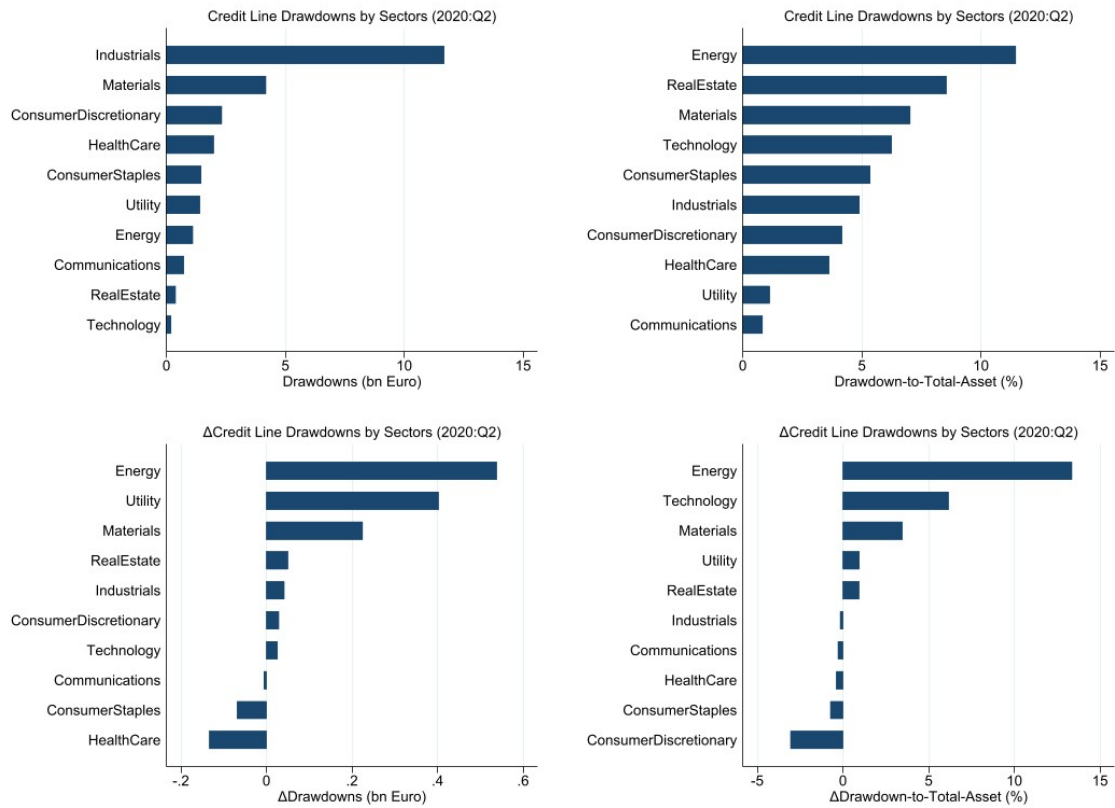 Credit Line Drawdowns by Sectors (2020:Q2)
Industrials
Materials
ConsumerDiscretionary
HealthCare
ConsumerStaples
Utility
Energy
Communications
RealEstate
Technology
0 5 10 15
Drawdowns (bn Euro)
Credit Line Drawdowns by Sectors (2020:Q2)
Energy
RealEstate
Materials
Technology
ConsumerStaples
Industrials
ConsumerDiscretionary
HealthCare
Utility
Communications
0 5 10 15
Drawdown-to-Total-Asset (%)
ΔCredit Line Drawdowns by Sectors (2020:Q2)
Energy
Utility
Materials
RealEstate
Industrials
ConsumerDiscretionary
Technology
Communications
ConsumerStaples
HealthCare
-.2 0 .2 .4 .6
ΔDrawdowns (bn Euro)
ΔCredit Line Drawdowns by Sectors (2020:Q2)
Energy
Technology
Materials
Utility
RealEstate
Industrials
Communications
HealthCare
ConsumerStaples
ConsumerDiscretionary
-5 0 5 10 15
ΔDrawdown-to-Total-Asset (%)